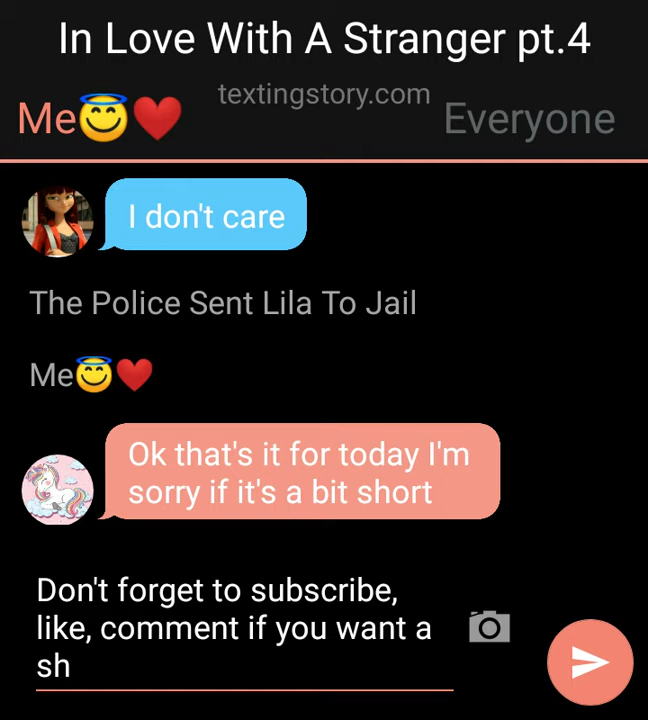 In Love With A Stranger pt.4
textingstory.com
Me😇❤️ Everyone
I don't care
The Police Sent Lila To Jail
Me😇❤️
Ok that's it for today I'm
sorry if it's a bit short
Don't forget to subscribe,
like, comment if you want a
sh